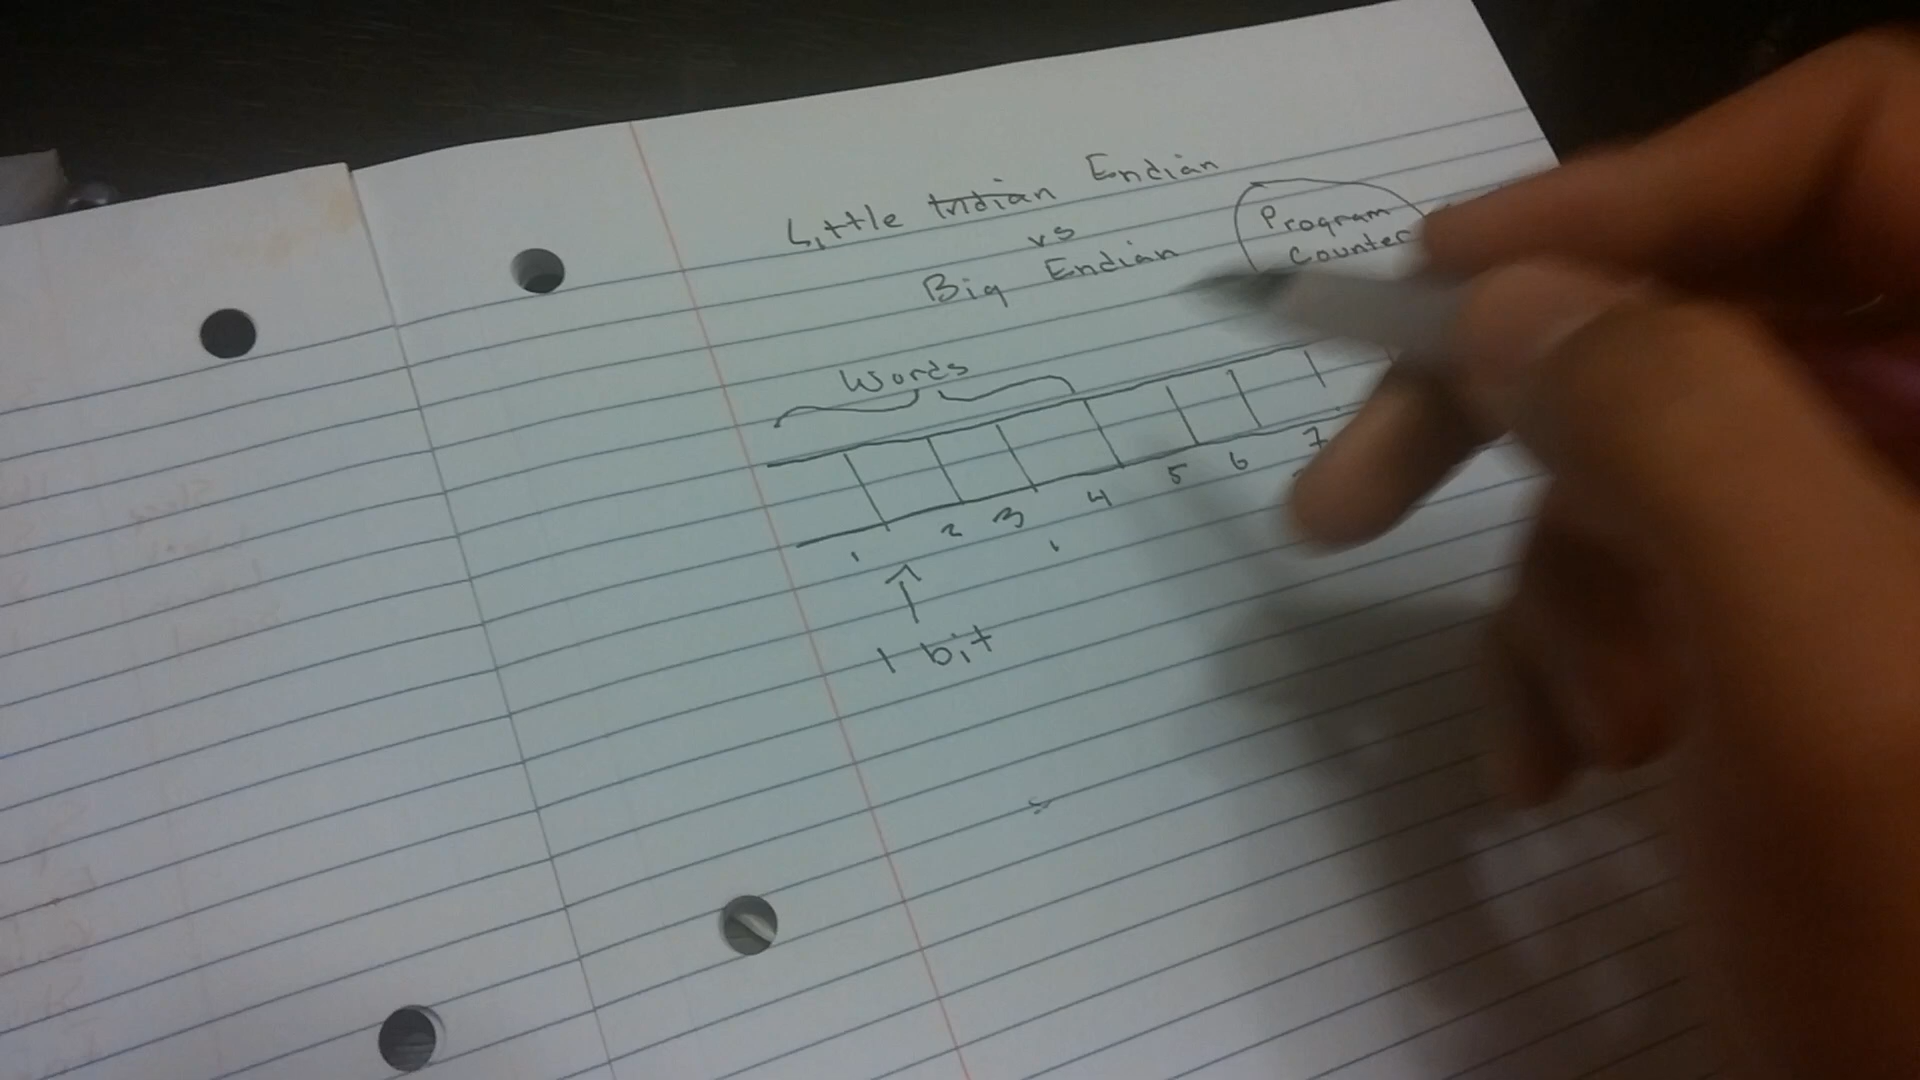 Little Indian Endian
vs
Big Endian
Program
Counter
Words
1 2 3 4 5 6 7
1 bit